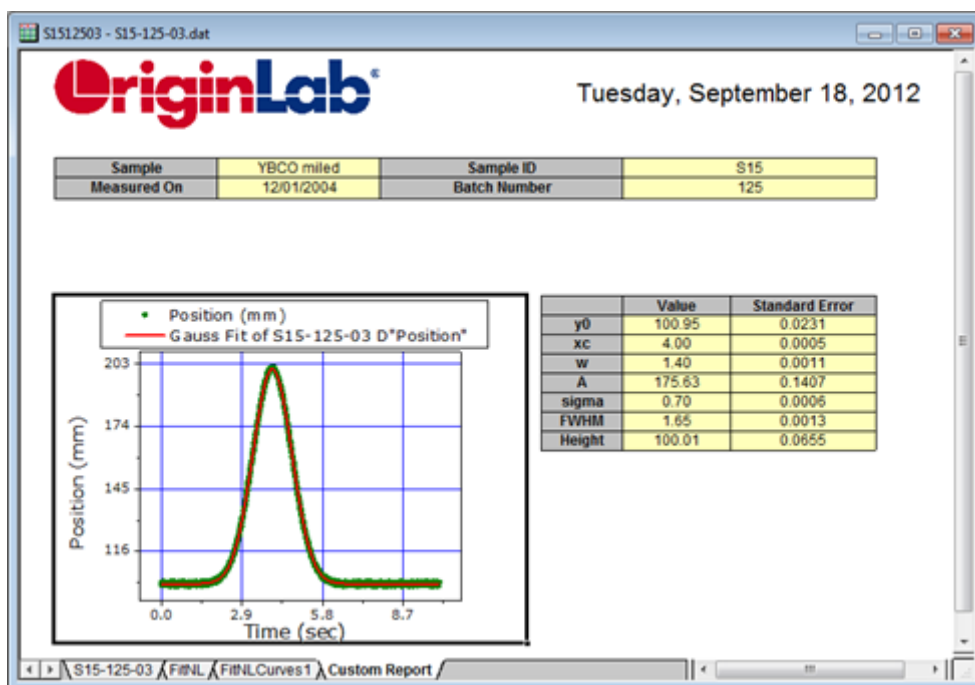 S1512503 - S15-125-03.dat
OriginLab®
Tuesday, September 18, 2012
Sample YBCO miled Sample ID S15
Measured On 12/01/2004 Batch Number 125
Position (mm)
Gauss Fit of S15-125-03 D"Position"
203
174
145
116
Position (mm)
0.0 2.9 5.8 8.7
Time (sec)
Value Standard Error
y0 100.95 0.0231
xc 4.00 0.0005
w 1.40 0.0011
A 175.63 0.1407
sigma 0.70 0.0006
FWHM 1.65 0.0013
Height 100.01 0.0655
S15-125-03 FitNL FitNLCurves1 Custom Report